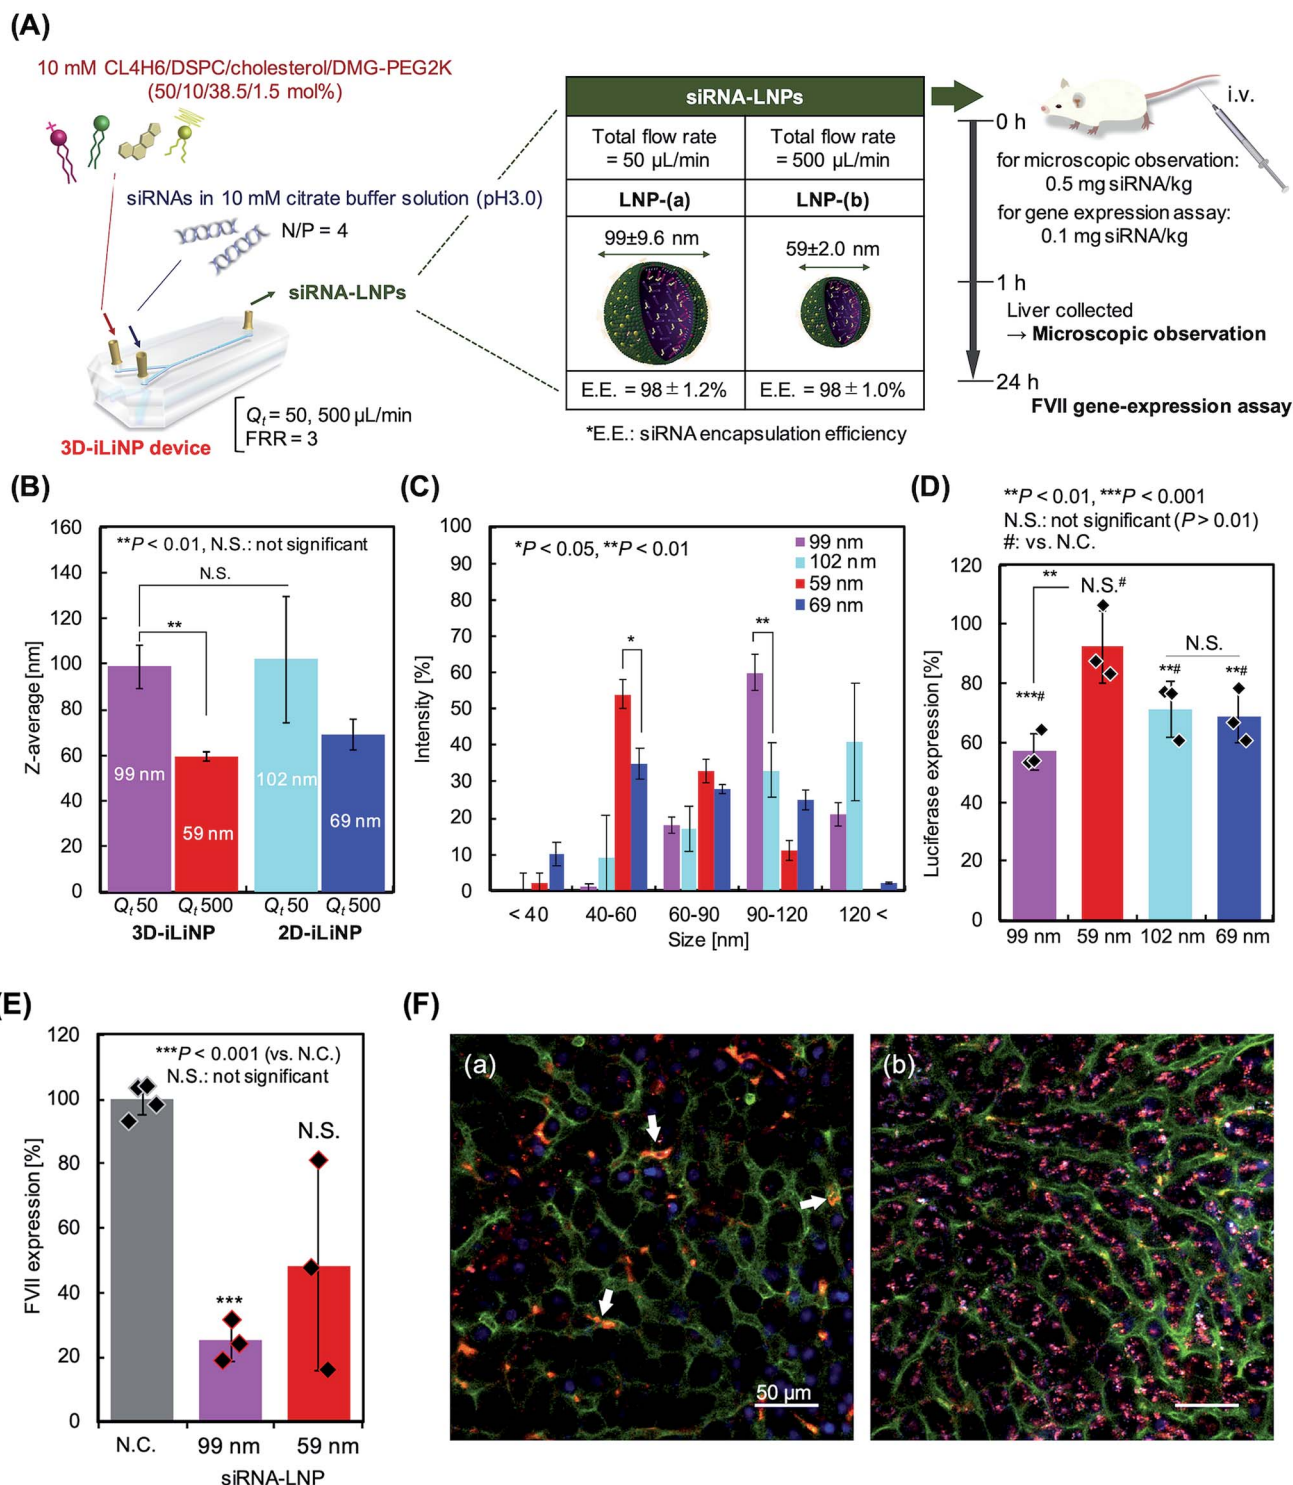 (A)
10 mM CL4H6/DSPC/cholesterol/DMG-PEG2K
(50/10/38.5/1.5 mol%)
siRNAs in 10 mM citrate buffer solution (pH3.0)
N/P = 4
siRNA-LNPs
Qt = 50, 500 μL/min
FRR = 3
3D-iLiNP device
siRNA-LNPs
Total flow rate
= 50 μL/min
Total flow rate
= 500 μL/min
LNP-(a)
LNP-(b)
99±9.6 nm
59±2.0 nm
E.E. = 98 ± 1.2%
E.E. = 98 ± 1.0%
*E.E.: siRNA encapsulation efficiency
i.v.
0 h
for microscopic observation:
0.5 mg siRNA/kg
for gene expression assay:
0.1 mg siRNA/kg
1 h
Liver collected
→ Microscopic observation
24 h
FVII gene-expression assay
(B)
Z-average [nm]
160
140
120
100
80
60
40
20
0
**P < 0.01, N.S.: not significant
N.S.
**
99 nm
59 nm
102 nm
69 nm
Qt 50
Qt 500
Qt 50
Qt 500
3D-iLiNP
2D-iLiNP
(C)
Intensity [%]
100
90
80
70
60
50
40
30
20
10
0
*P < 0.05, **P < 0.01
99 nm
102 nm
59 nm
69 nm
*
**
< 40
40-60
60-90
90-120
120 <
Size [nm]
(D)
**P < 0.01, ***P < 0.001
N.S.: not significant (P > 0.01)
#: vs. N.C.
Luciferase expression [%]
120
100
80
60
40
20
0
**
N.S.#
N.S.
***#
**#
**#
99 nm
59 nm
102 nm
69 nm
(E)
FVII expression [%]
120
100
80
60
40
20
0
***P < 0.001 (vs. N.C.)
N.S.: not significant
N.S.
***
N.C.
99 nm
59 nm
siRNA-LNP
(F)
(a)
50 μm
(b)